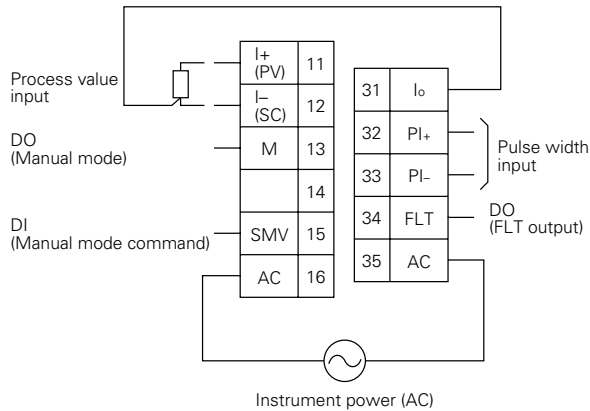 Process value
input
I+
(PV)
11
I–
(SC)
12
DO
(Manual mode)
M
13
14
DI
(Manual mode command)
SMV
15
AC
16
31
Io
32
PI+
33
PI–
Pulse width
input
34
FLT
DO
(FLT output)
35
AC
Instrument power (AC)